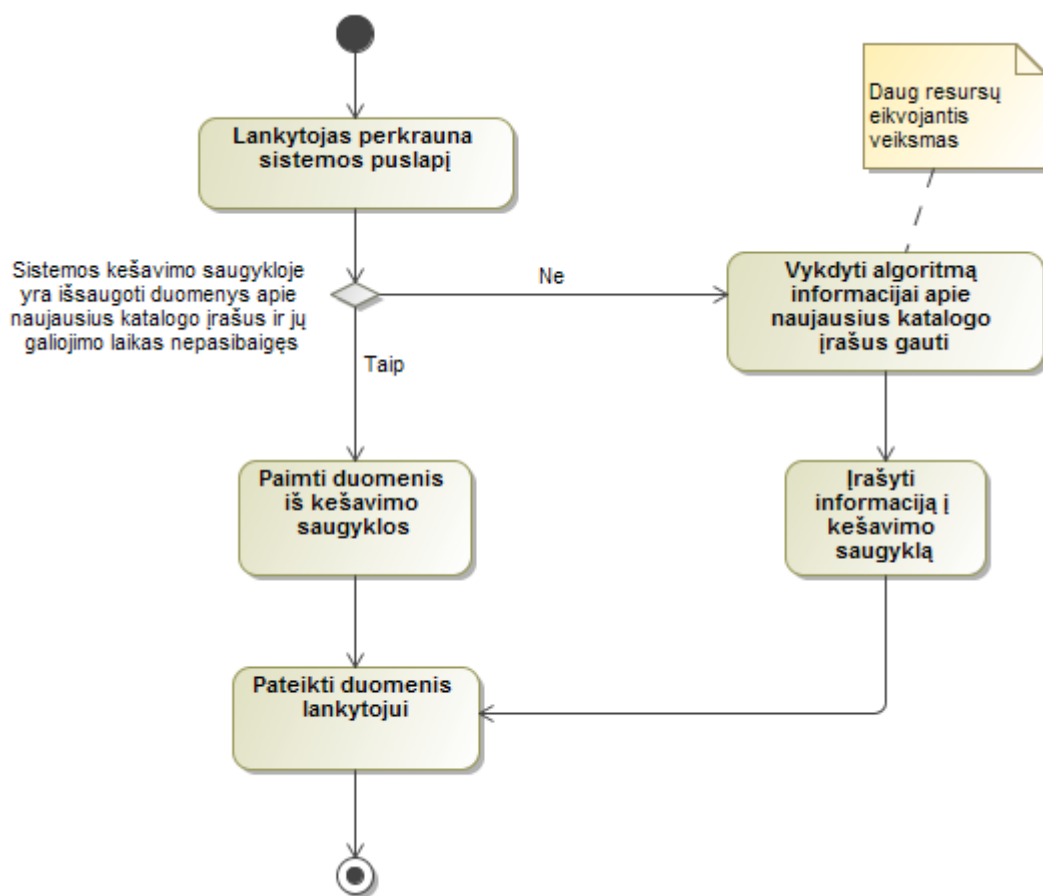 Daug resursų
eikvojantis
veiksmas
Lankytojas perkrauna
sistemos puslapį
Sistemos kešavimo saugykloje
yra išsaugoti duomenys apie
naujausius katalogo įrašus ir jų
galiojimo laikas nepasibaigęs
Ne
Vykdyti algoritmą
informacijai apie
naujausius katalogo
įrašus gauti
Taip
Paimti duomenis
iš kešavimo
saugyklos
Įrašyti
informaciją į
kešavimo
saugyklą
Pateikti duomenis
lankytojui